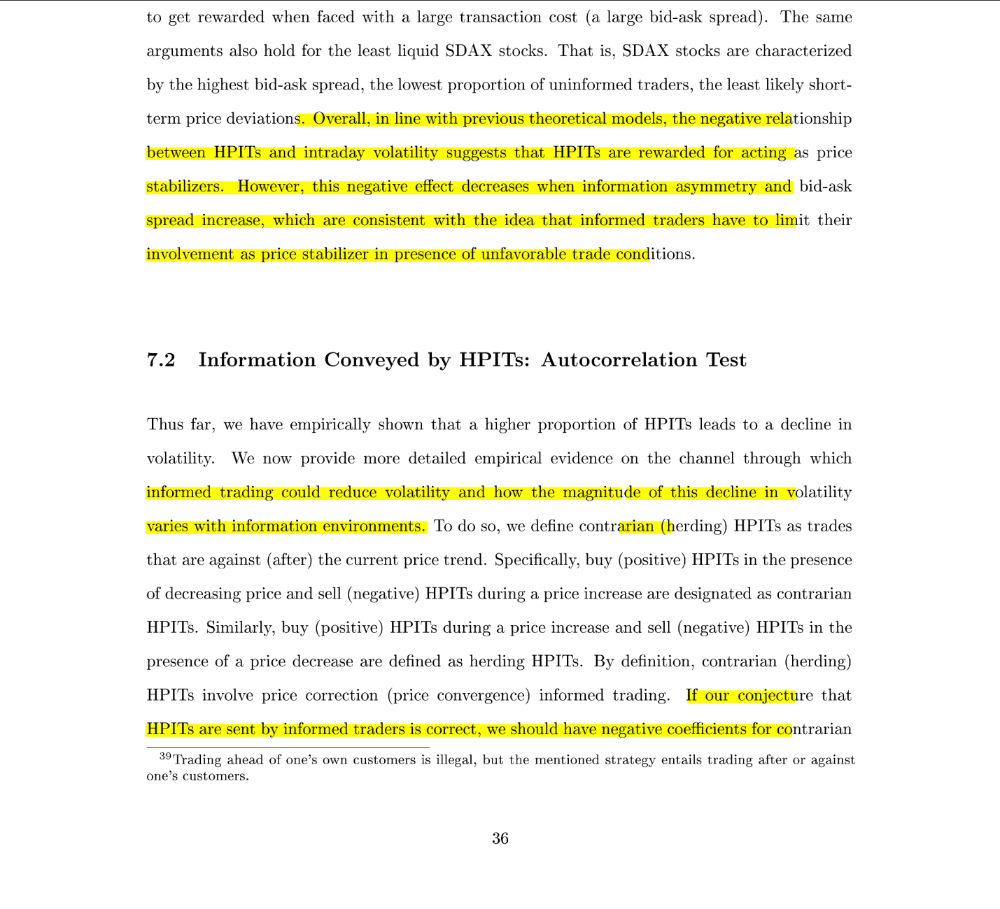 to get rewarded when faced with a large transaction cost (a large bid-ask spread). The same
arguments also hold for the least liquid SDAX stocks. That is, SDAX stocks are characterized
by the highest bid-ask spread, the lowest proportion of uninformed traders, the least likely short-
term price deviations. Overall, in line with previous theoretical models, the negative relationship
between HPITs and intraday volatility suggests that HPITs are rewarded for acting as price
stabilizers. However, this negative effect decreases when information asymmetry and bid-ask
spread increase, which are consistent with the idea that informed traders have to limit their
involvement as price stabilizer in presence of unfavorable trade conditions.
7.2 Information Conveyed by HPITs: Autocorrelation Test
Thus far, we have empirically shown that a higher proportion of HPITs leads to a decline in
volatility. We now provide more detailed empirical evidence on the channel through which
informed trading could reduce volatility and how the magnitude of this decline in volatility
varies with information environments. To do so, we define contrarian (herding) HPITs as trades
that are against (after) the current price trend. Specifically, buy (positive) HPITs in the presence
of decreasing price and sell (negative) HPITs during a price increase are designated as contrarian
HPITs. Similarly, buy (positive) HPITs during a price increase and sell (negative) HPITs in the
presence of a price decrease are defined as herding HPITs. By definition, contrarian (herding)
HPITs involve price correction (price convergence) informed trading. If our conjecture that
HPITs are sent by informed traders is correct, we should have negative coefficients for contrarian
39Trading ahead of one's own customers is illegal, but the mentioned strategy entails trading after or against
one's customers.
36